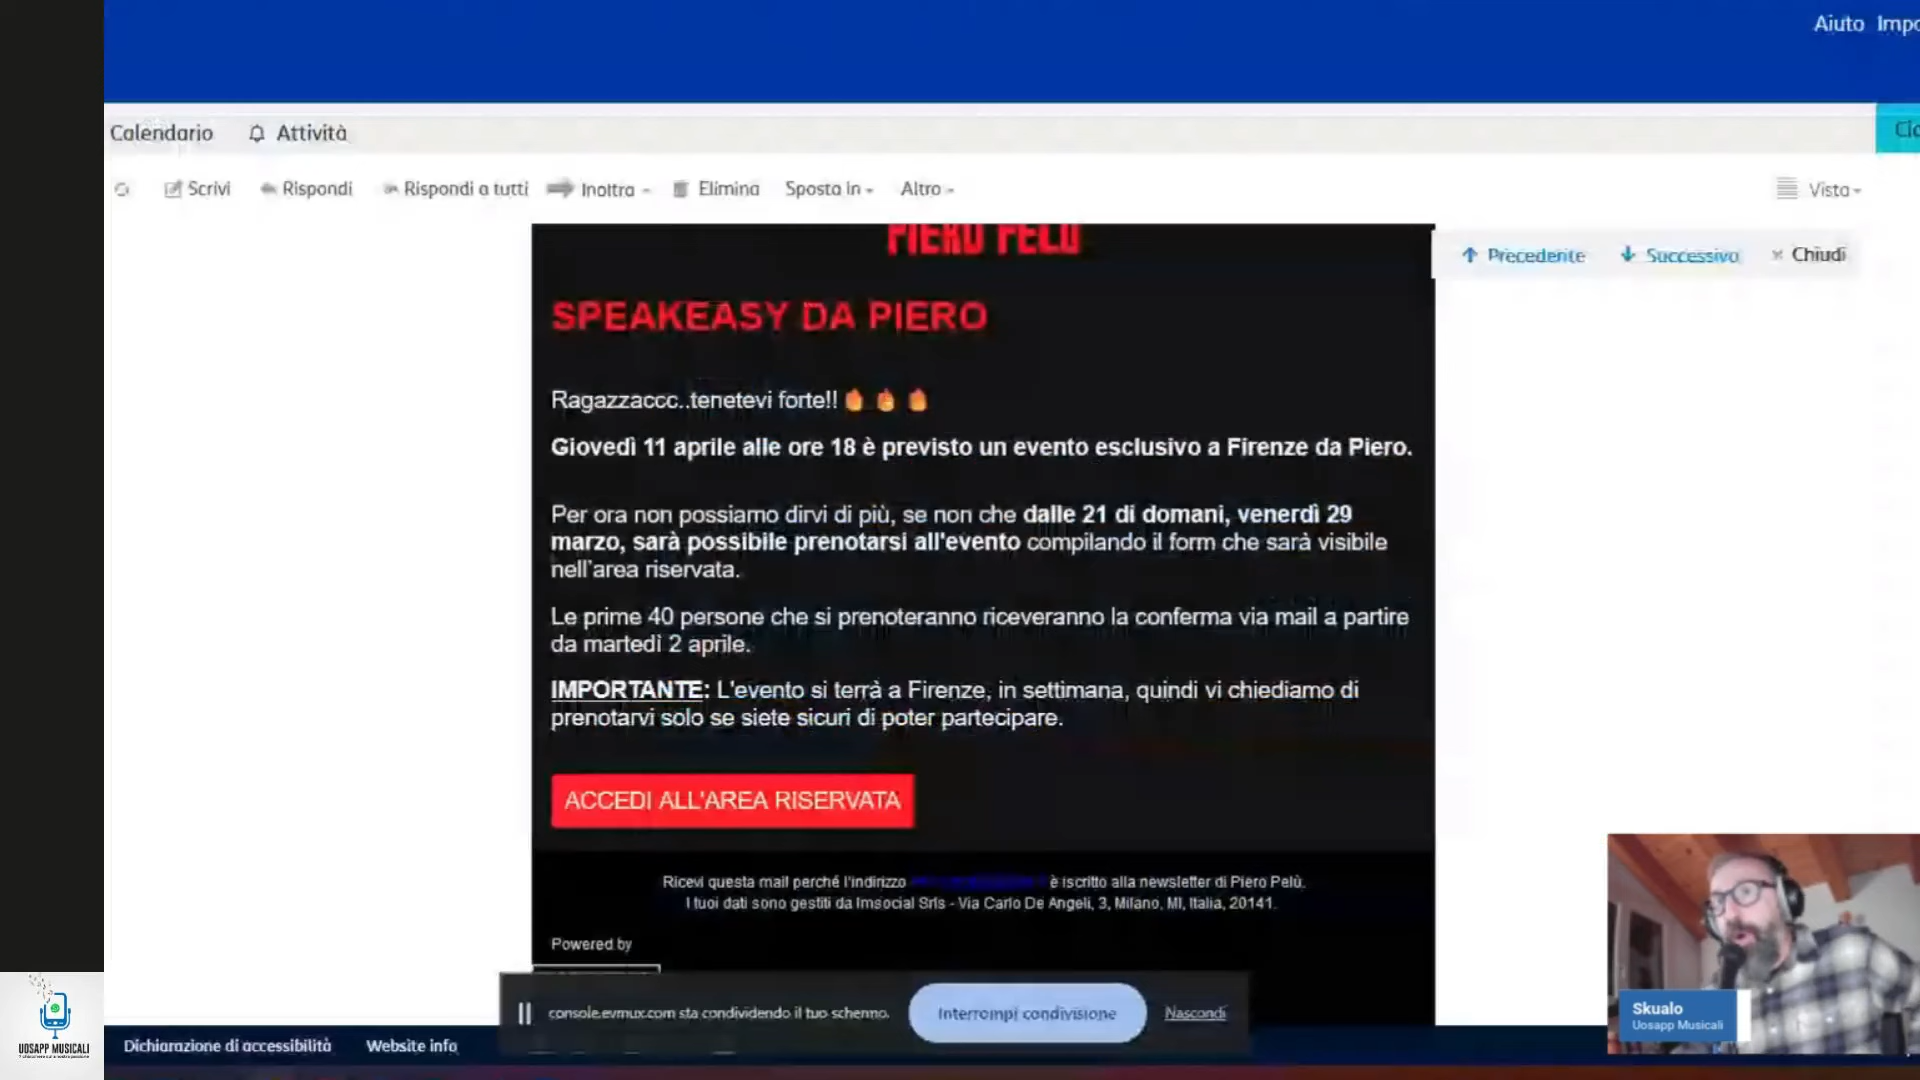 Aiuto
Calendario
Attività
Scrivi
Rispondi
Rispondi a tutti
Inoltra
Elimina
Sposta in
Altro
Vista
PIERO PELÙ
Precedente
Successivo
Chiudi
SPEAKEASY DA PIERO
Ragazzaccc..tenetevi forte!!
Giovedì 11 aprile alle ore 18 è previsto un evento esclusivo a Firenze da Piero.
Per ora non possiamo dirvi di più, se non che dalle 21 di domani, venerdì 29
marzo, sarà possibile prenotarsi all'evento compilando il form che sarà visibile
nell'area riservata.
Le prime 40 persone che si prenoteranno riceveranno la conferma via mail a partire
da martedì 2 aprile.
IMPORTANTE: L'evento si terrà a Firenze, in settimana, quindi vi chiediamo di
prenotarvi solo se siete sicuri di poter partecipare.
ACCEDI ALL'AREA RISERVATA
Ricevi questa mail perché l'indirizzo è iscritto alla newsletter di Piero Pelù.
I tuoi dati sono gestiti da Imsocial Srls - Via Carlo De Angeli, 3, Milano, MI, Italia, 20141.
Powered by
console.evmux.com sta condividendo il tuo schermo.
Interrompi condivisione
Nascondi
Skualo
Uosapp Musicali
UOSAPP MUSICALI
Dichiarazione di accessibilità
Website info